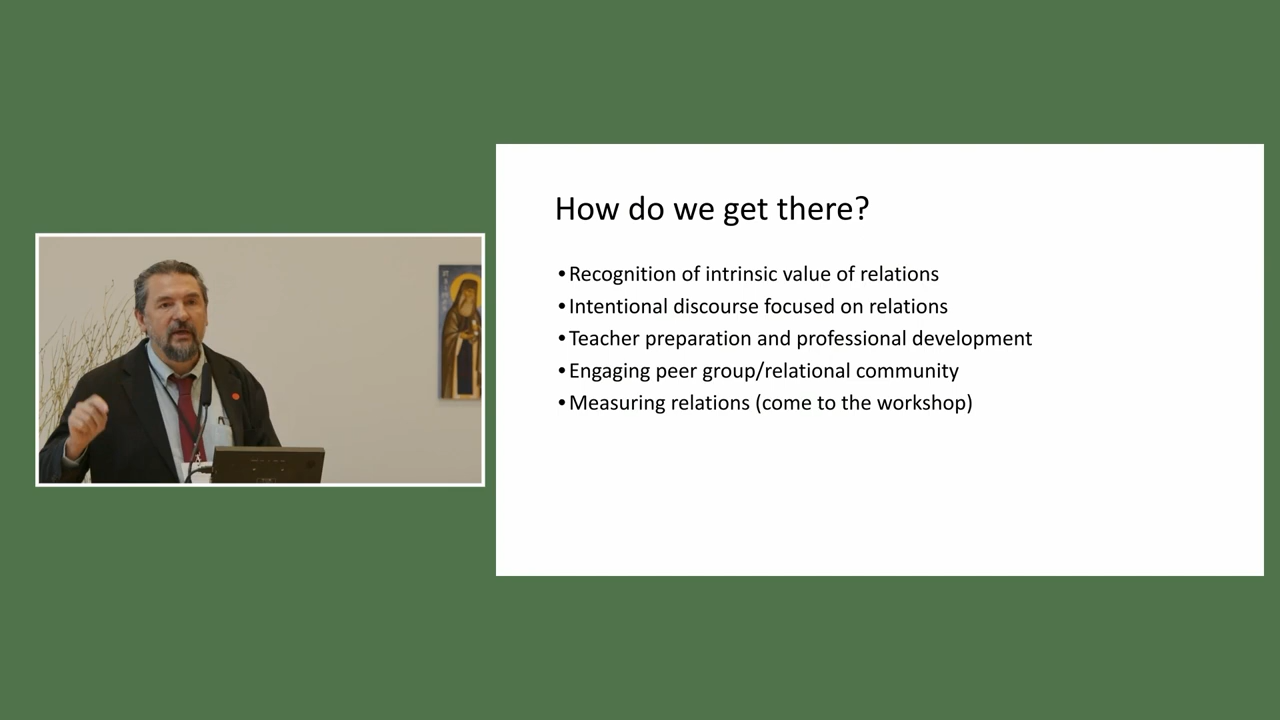 How do we get there?
•Recognition of intrinsic value of relations
•Intentional discourse focused on relations
•Teacher preparation and professional development
•Engaging peer group/relational community
•Measuring relations (come to the workshop)